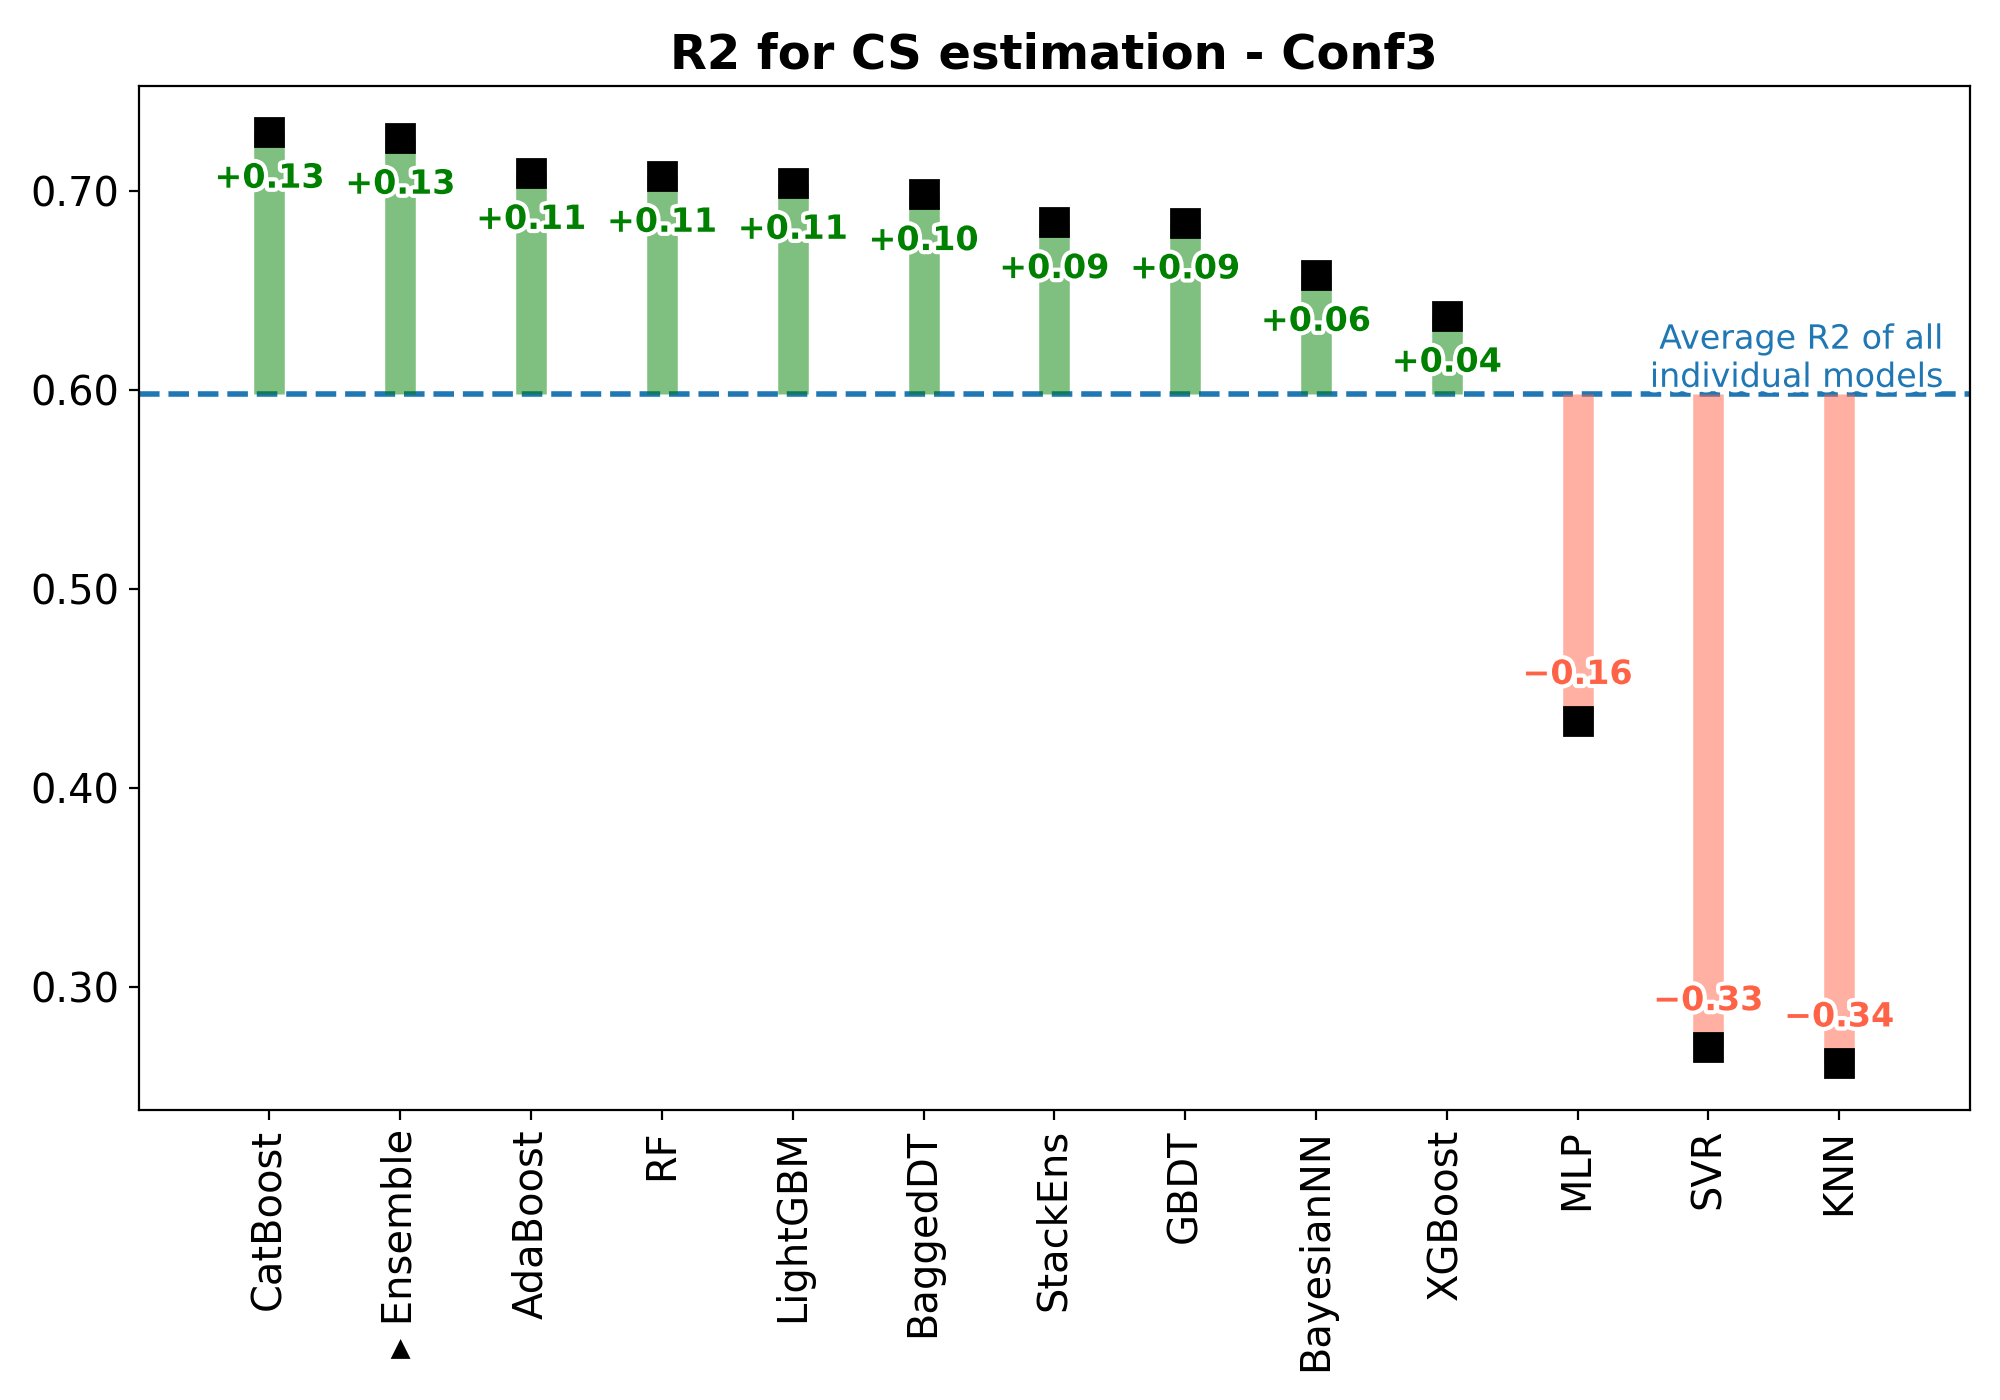 R2 for CS estimation - Conf3
0.70
0.60
0.50
0.40
0.30
+0.13
+0.13
+0.11
+0.11
+0.11
+0.10
+0.09
+0.09
+0.06
+0.04
−0.16
−0.33
−0.34
Average R2 of all
individual models
CatBoost
► Ensemble
AdaBoost
RF
LightGBM
BaggedDT
StackEns
GBDT
BayesianNN
XGBoost
MLP
SVR
KNN